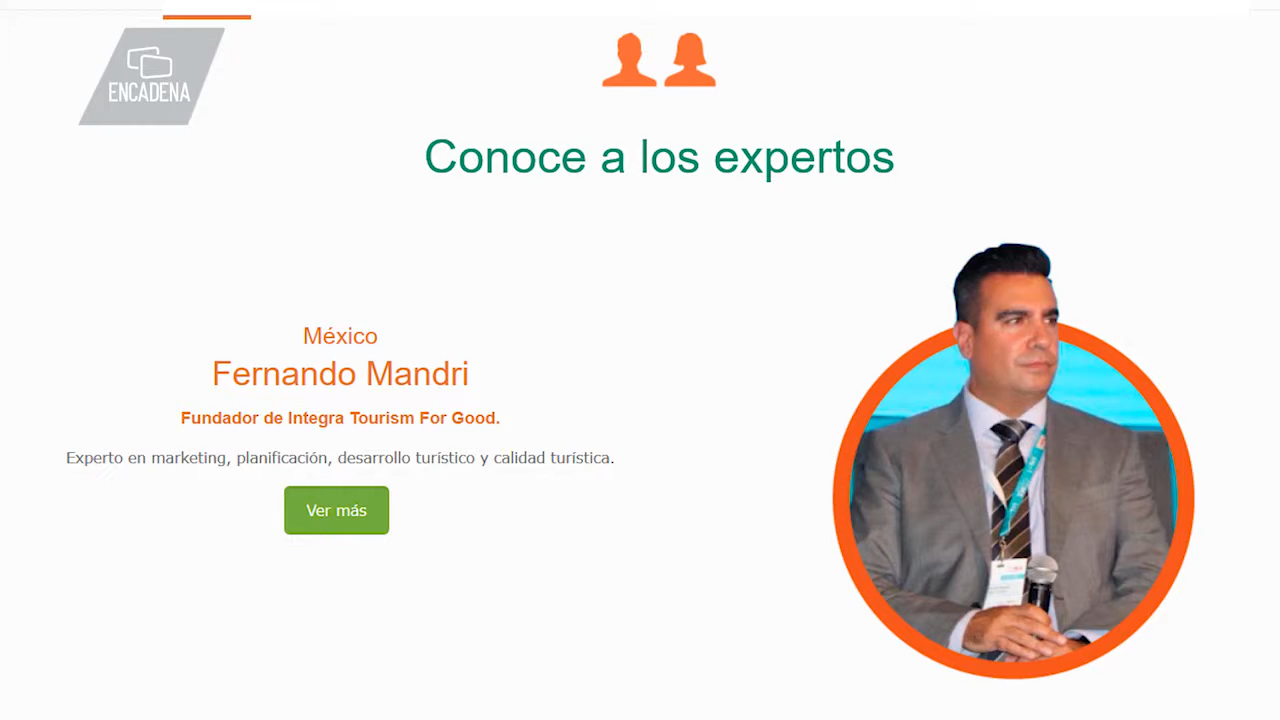 ENCADENA
Conoce a los expertos
México
Fernando Mandri
Fundador de Integra Tourism For Good.
Experto en marketing, planificación, desarrollo turístico y calidad turística.
Ver más